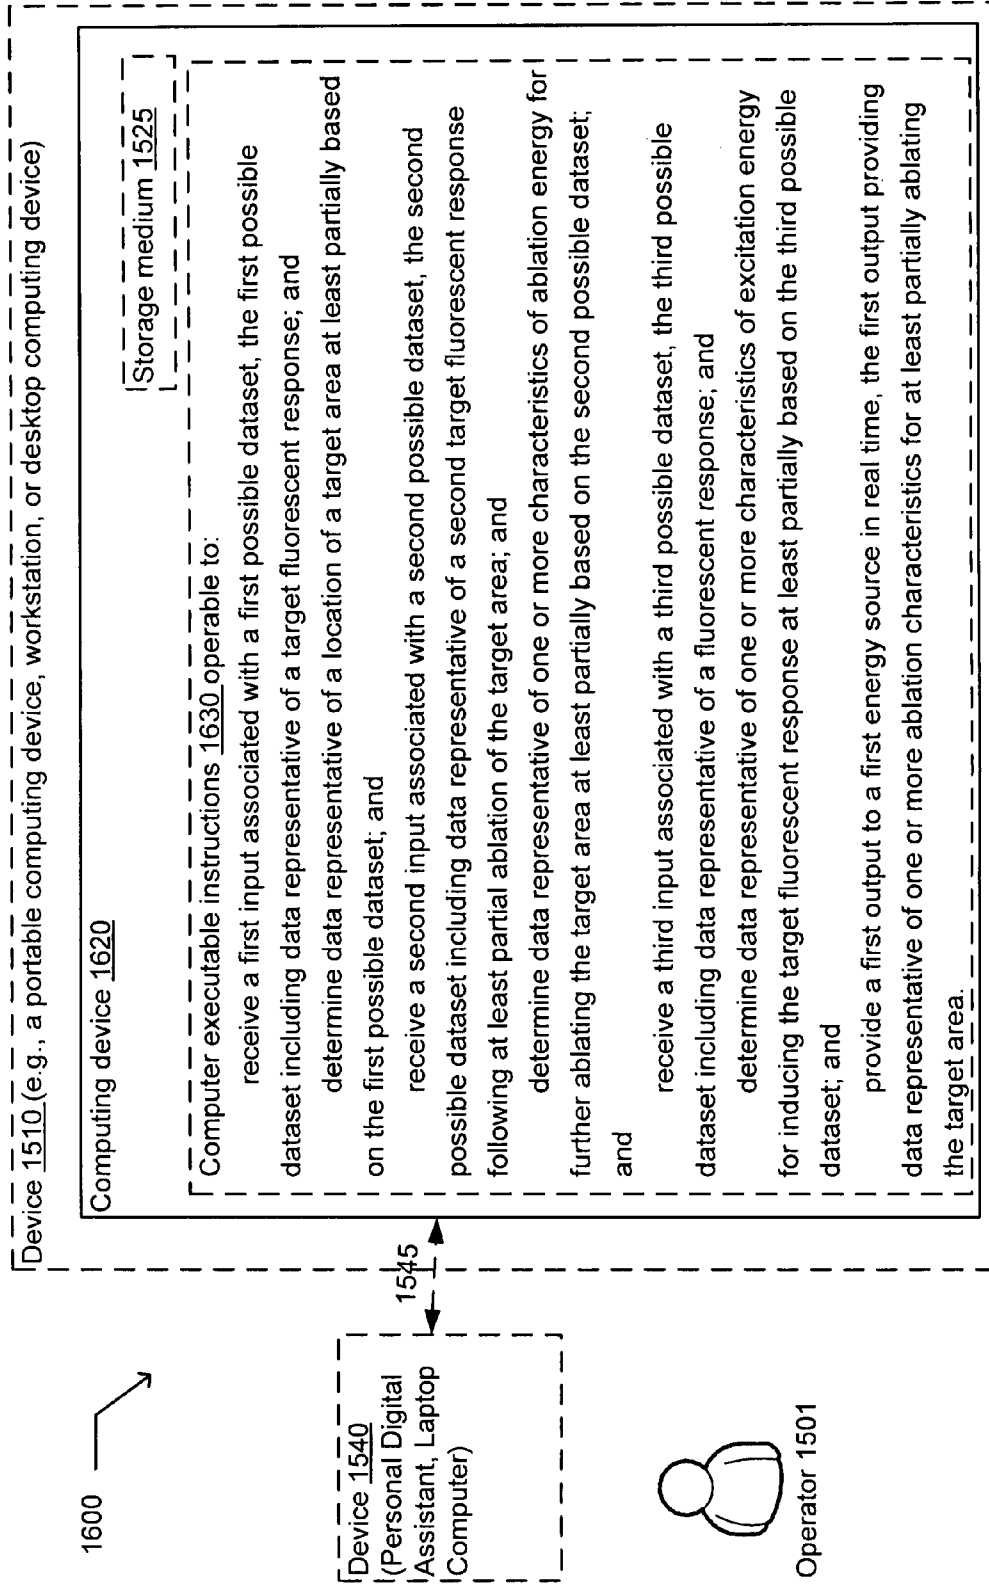 1600
Device 1510 (e.g., a portable computing device, workstation, or desktop computing device)
Computing device 1620
Storage medium 1525
Computer executable instructions 1630 operable to:
receive a first input associated with a first possible dataset, the first possible
dataset including data representative of a target fluorescent response; and
determine data representative of a location of a target area at least partially based
on the first possible dataset; and
receive a second input associated with a second possible dataset, the second
possible dataset including data representative of a second target fluorescent response
following at least partial ablation of the target area; and
determine data representative of one or more characteristics of ablation energy for
further ablating the target area at least partially based on the second possible dataset;
and
receive a third input associated with a third possible dataset, the third possible
dataset including data representative of a fluorescent response; and
determine data representative of one or more characteristics of excitation energy
for inducing the target fluorescent response at least partially based on the third possible
dataset; and
provide a first output to a first energy source in real time, the first output providing
data representative of one or more ablation characteristics for at least partially ablating
the target area.
1545
Device 1540
(Personal Digital
Assistant, Laptop
Computer)
Operator 1501